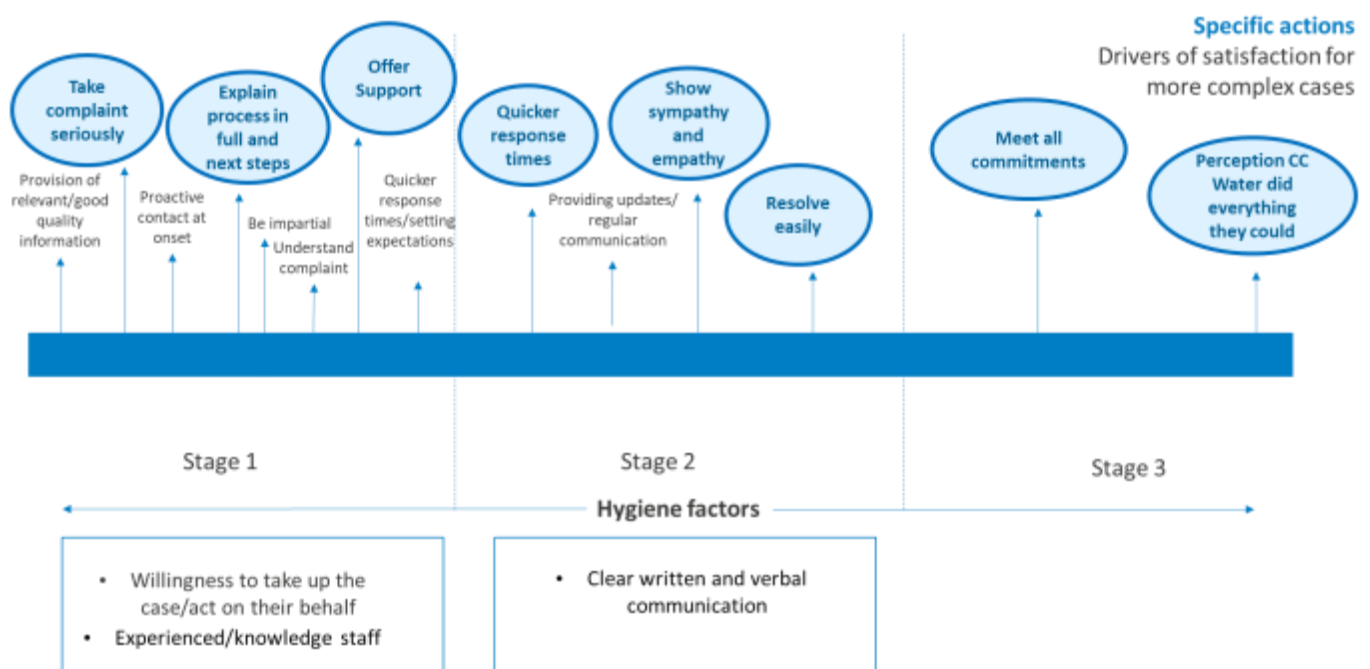 Specific actions
Drivers of satisfaction for
more complex cases
Take
complaint
seriously
Explain
process in
full and
next steps
Offer
Support
Quicker
response
times
Show
sympathy
and
empathy
Resolve
easily
Meet all
commitments
Perception CC
Water did
everything
they could
Provision of
relevant/good
quality
information
Proactive
contact at
onset
Be impartial
Understand
complaint
Quicker
response
times/setting
expectations
Providing updates/
regular
communication
Stage 1
Stage 2
Stage 3
Hygiene factors
• Willingness to take up the
case/act on their behalf
• Experienced/knowledge staff
• Clear written and verbal
communication